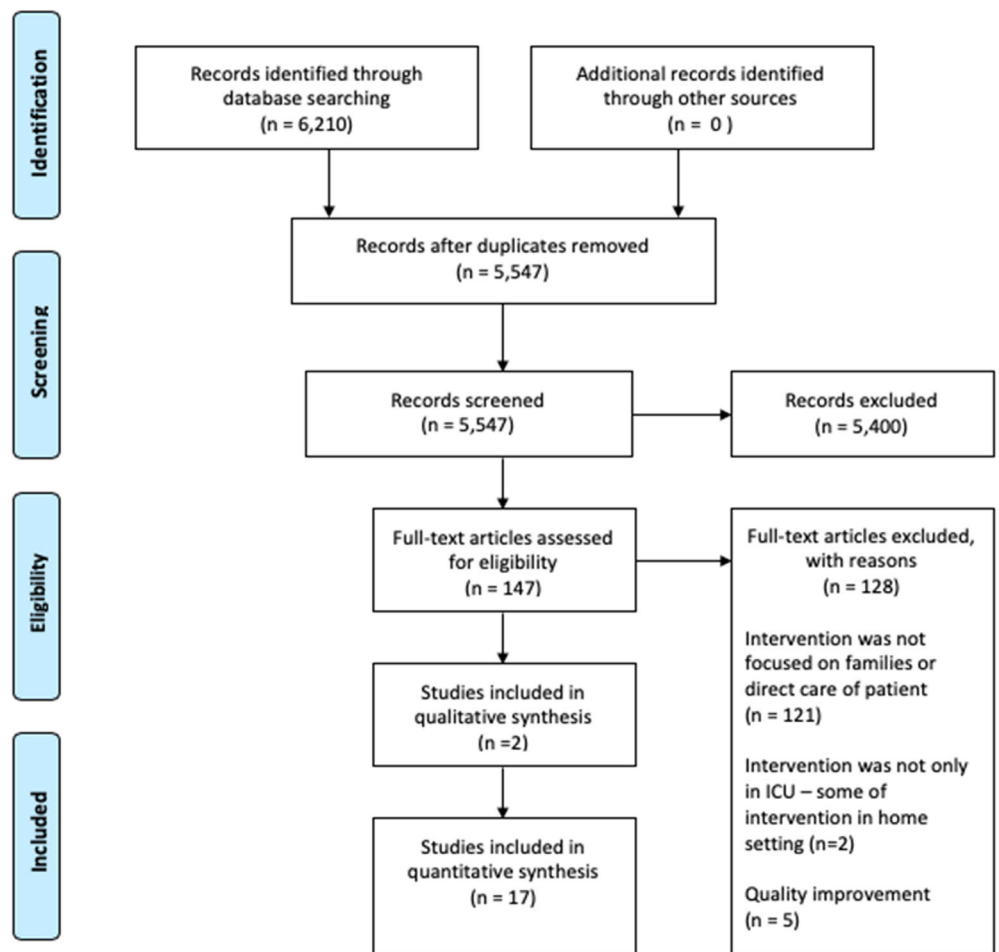 Identification
Records identified through
database searching
(n = 6,210)
Additional records identified
through other sources
(n = 0 )
Records after duplicates removed
(n = 5,547)
Screening
Records screened
(n = 5,547)
Records excluded
(n = 5,400)
Eligibility
Full-text articles assessed
for eligibility
(n = 147)
Full-text articles excluded,
with reasons
(n = 128)
Intervention was not
focused on families or
direct care of patient
(n = 121)
Intervention was not only
in ICU – some of
intervention in home
setting (n=2)
Quality improvement
(n = 5)
Studies included in
qualitative synthesis
(n =2)
Included
Studies included in
quantitative synthesis
(n = 17)